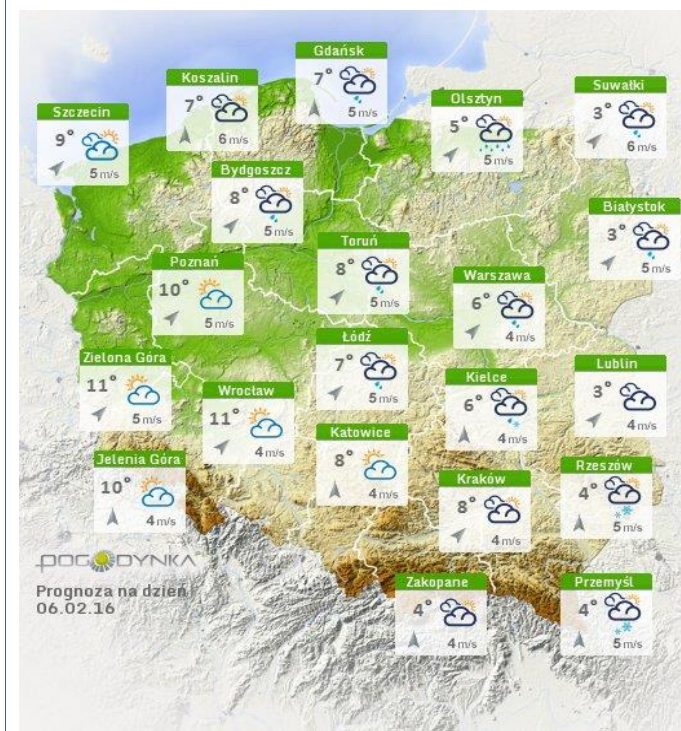 Gdańsk
7°
5 m/s
Koszalin
7°
6 m/s
Szczecin
9°
5 m/s
Olsztyn
5°
5 m/s
Suwałki
3°
6 m/s
Bydgoszcz
8°
5 m/s
Białystok
3°
5 m/s
Toruń
8°
5 m/s
Poznań
10°
5 m/s
Warszawa
6°
4 m/s
Łódź
7°
5 m/s
Zielona Góra
11°
5 m/s
Wrocław
11°
4 m/s
Kielce
6°
4 m/s
Lublin
3°
4 m/s
Katowice
8°
4 m/s
Jelenia Góra
10°
4 m/s
Kraków
8°
4 m/s
Rzeszów
4°
5 m/s
POGODYNKA
Prognoza na dzień
06.02.16
Zakopane
4°
4 m/s
Przemyśl
4°
5 m/s